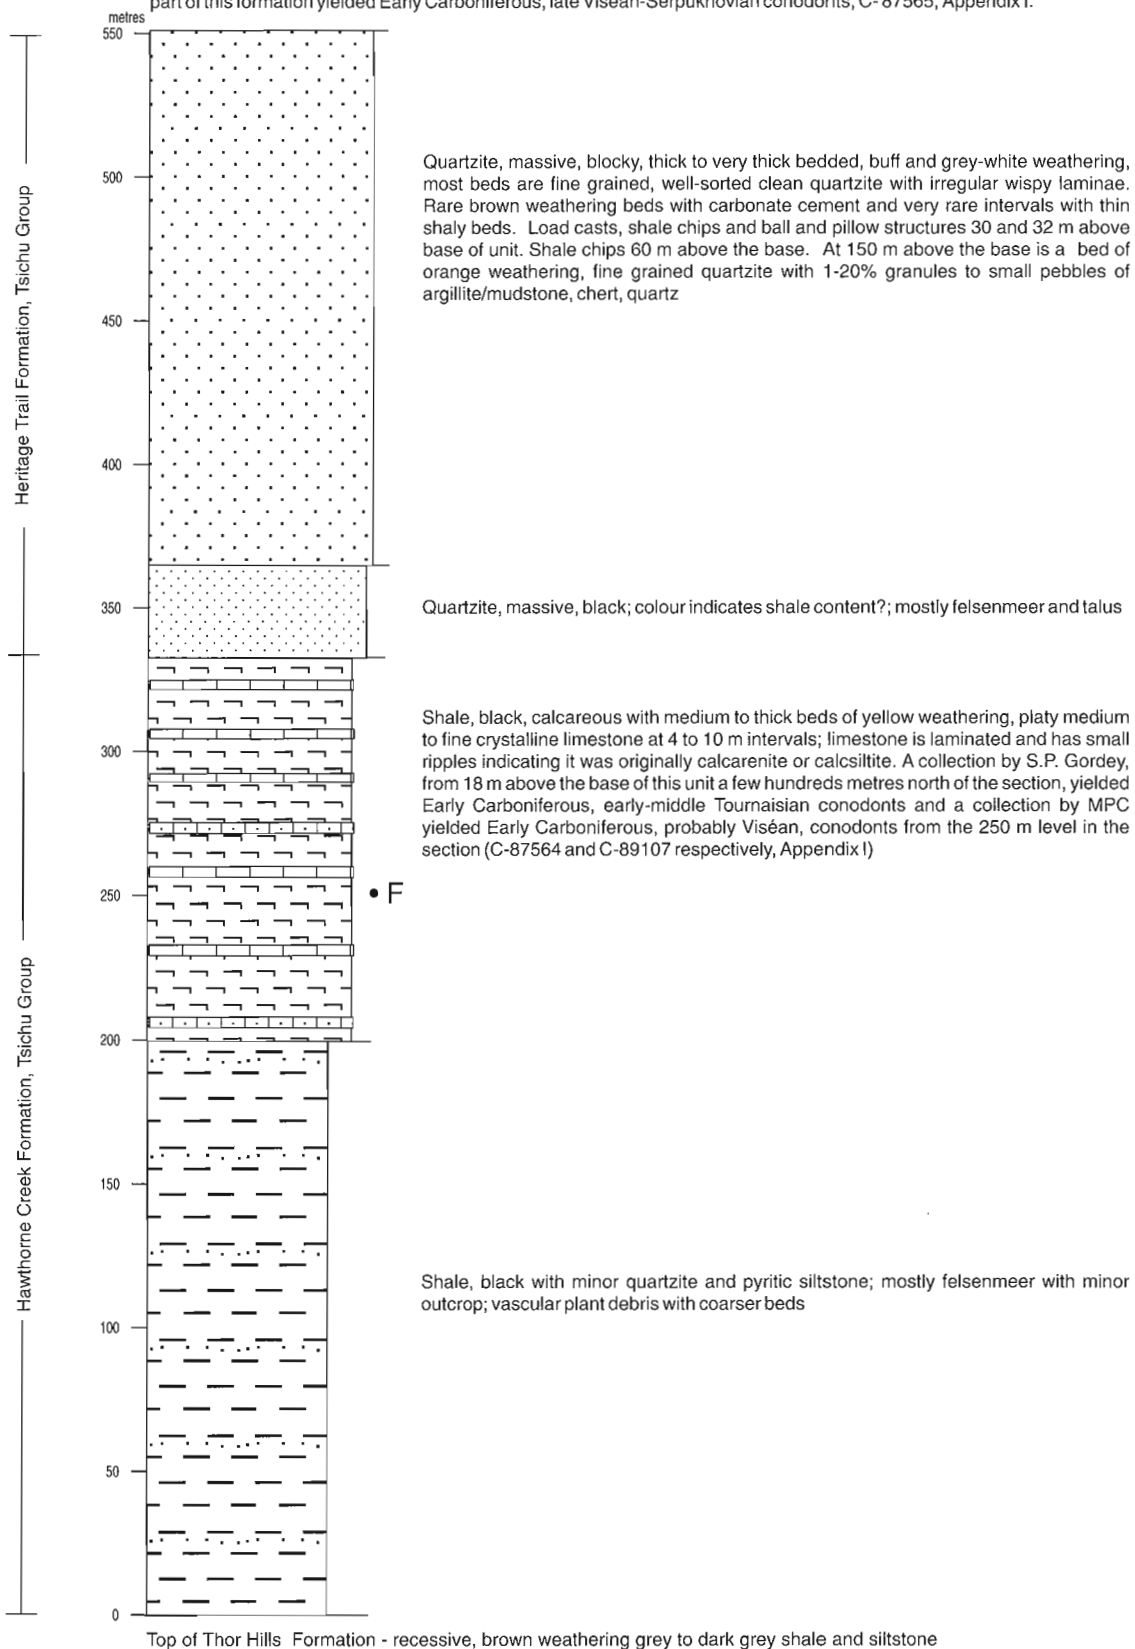 part of this formation yielded Early Carboniferous, late Viséan-Serpukhovian conodonts, C- 87565, Appendix I.
metres
550
500
450
400
350
300
250
200
150
100
50
0
Heritage Trail Formation, Tsichu Group
Hawthorne Creek Formation, Tsichu Group
Quartzite, massive, blocky, thick to very thick bedded, buff and grey-white weathering,
most beds are fine grained, well-sorted clean quartzite with irregular wispy laminae.
Rare brown weathering beds with carbonate cement and very rare intervals with thin
shaly beds. Load casts, shale chips and ball and pillow structures 30 and 32 m above
base of unit. Shale chips 60 m above the base. At 150 m above the base is a bed of
orange weathering, fine grained quartzite with 1-20% granules to small pebbles of
argillite/mudstone, chert, quartz
Quartzite, massive, black; colour indicates shale content?; mostly felsenmeer and talus
Shale, black, calcareous with medium to thick beds of yellow weathering, platy medium
to fine crystalline limestone at 4 to 10 m intervals; limestone is laminated and has small
ripples indicating it was originally calcarenite or calcsiltite. A collection by S.P. Gordey,
from 18 m above the base of this unit a few hundreds metres north of the section, yielded
Early Carboniferous, early-middle Tournaisian conodonts and a collection by MPC
yielded Early Carboniferous, probably Viséan, conodonts from the 250 m level in the
section (C-87564 and C-89107 respectively, Appendix I)
• F
Shale, black with minor quartzite and pyritic siltstone; mostly felsenmeer with minor
outcrop; vascular plant debris with coarser beds
Top of Thor Hills Formation - recessive, brown weathering grey to dark grey shale and siltstone